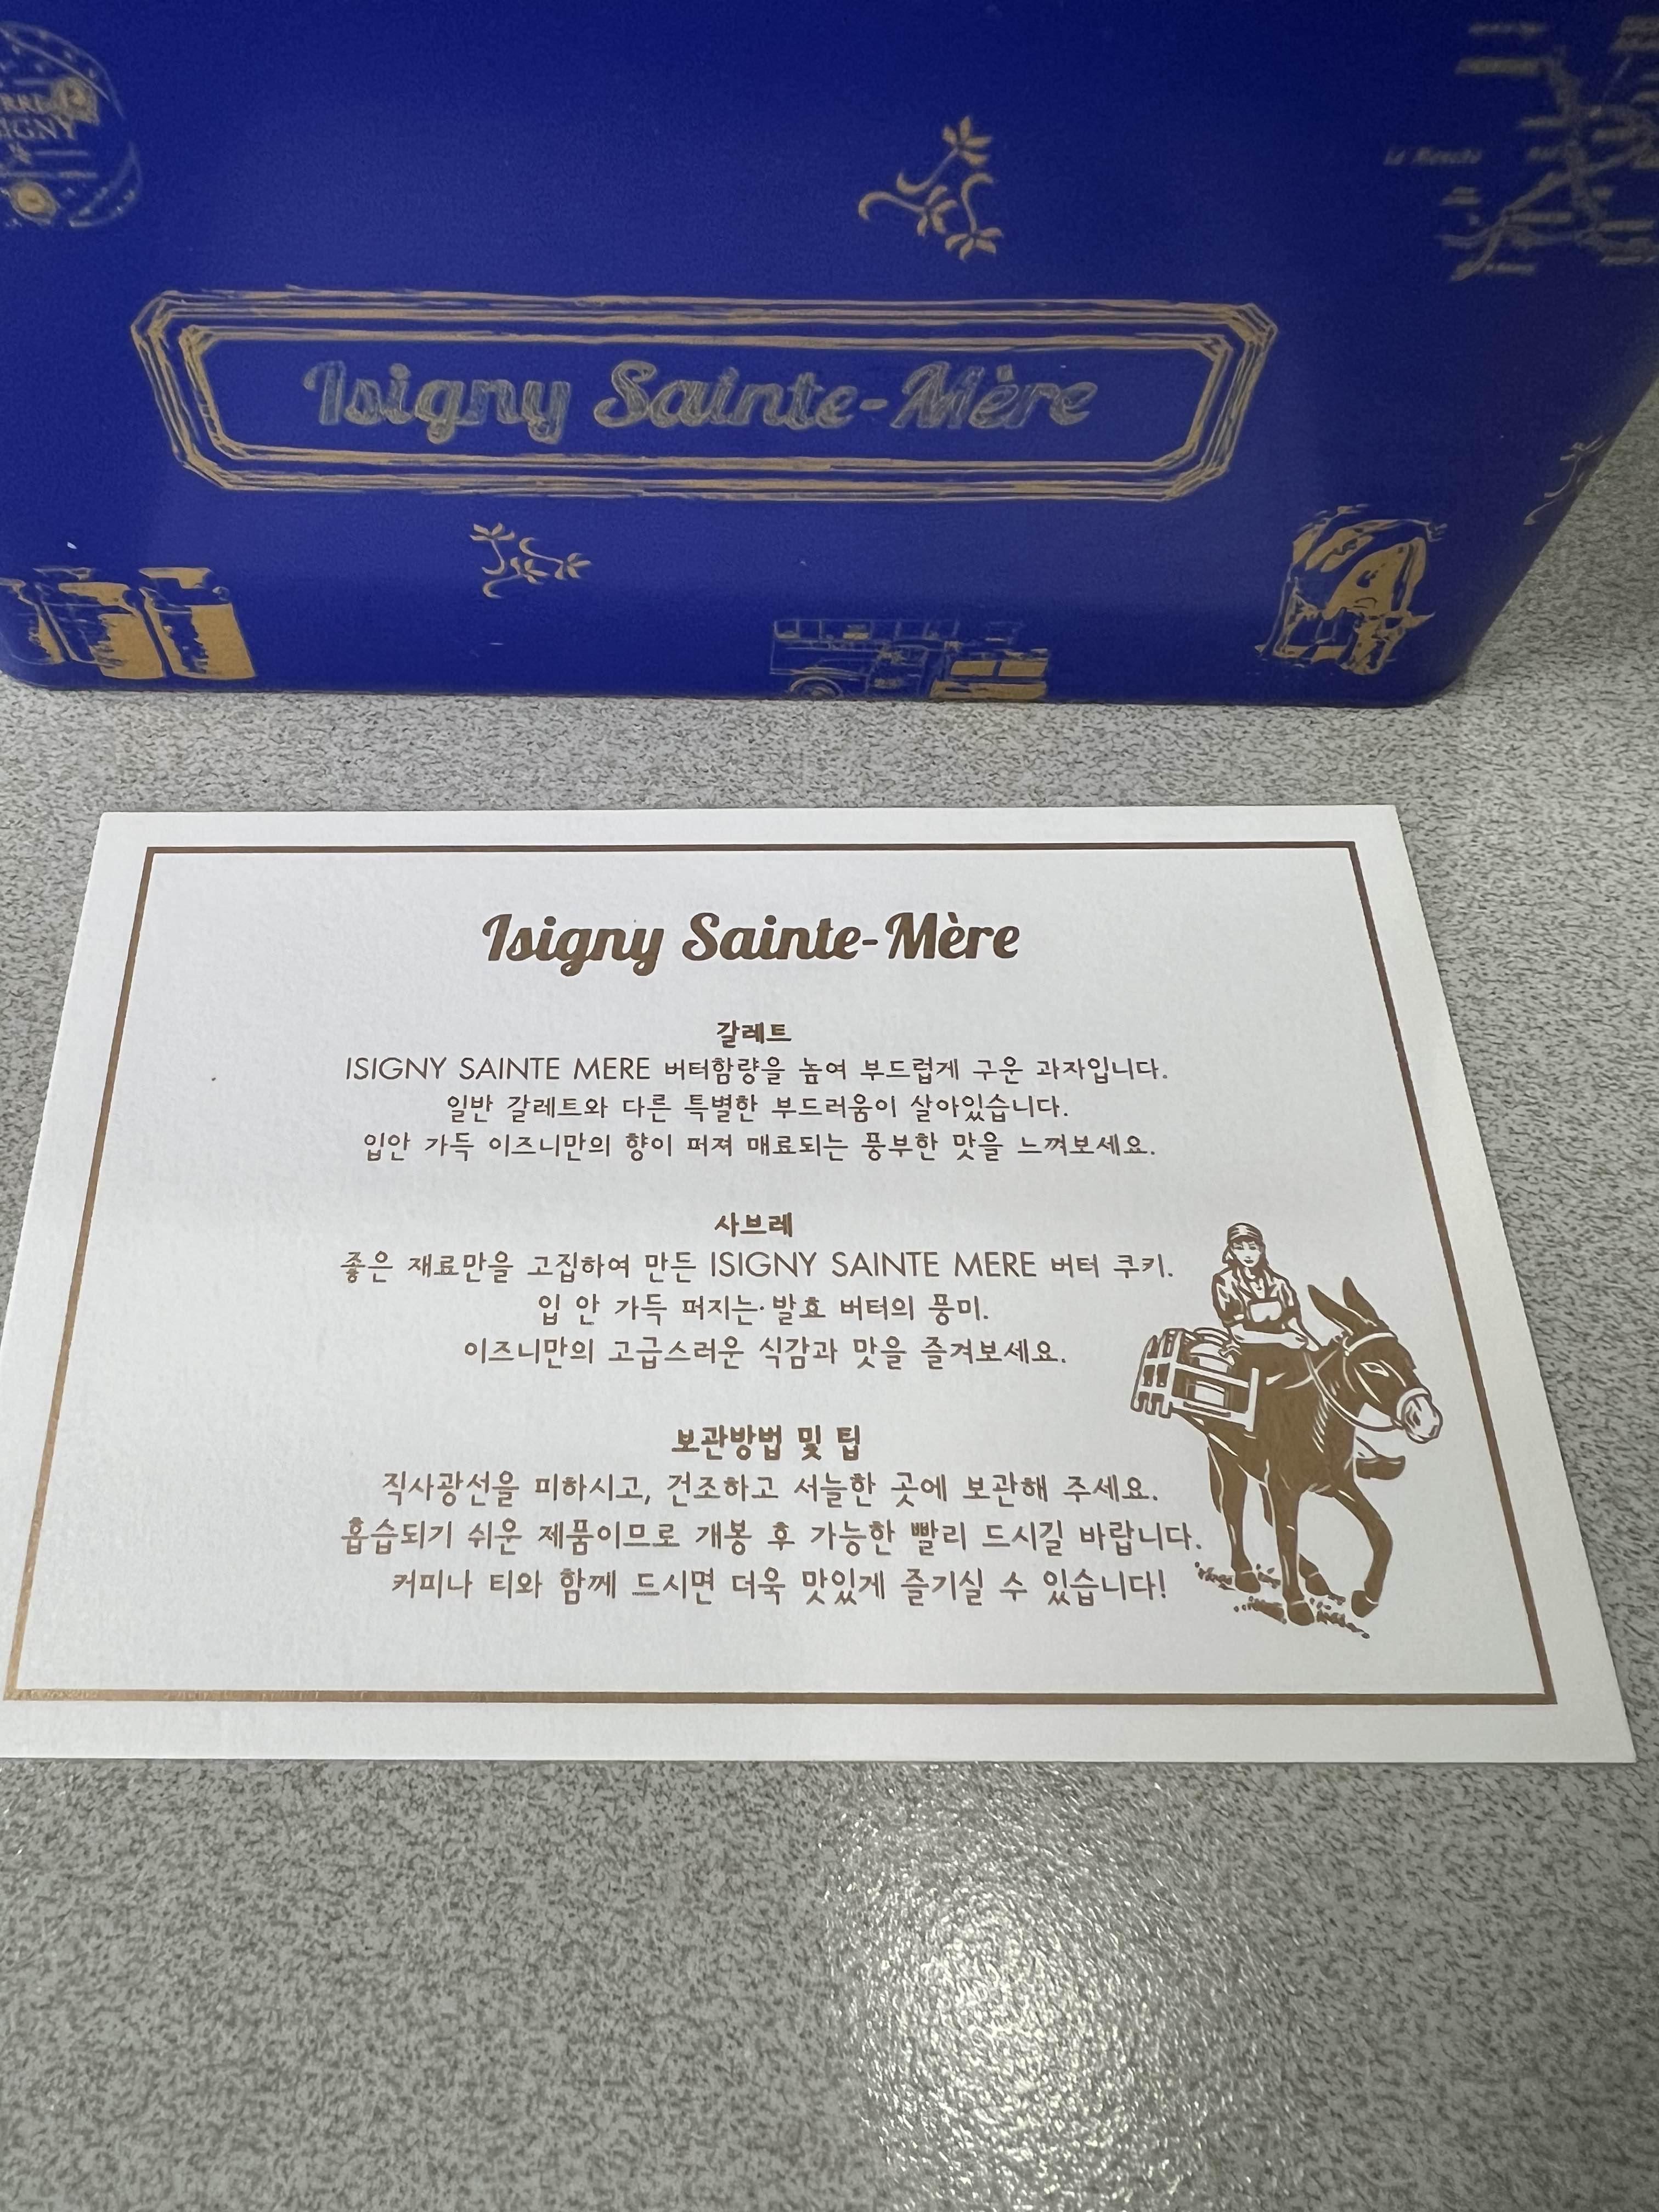 Isigny Sainte-Mère
Isigny Sainte-Mère
갈레트
ISIGNY SAINTE MERE 버터함량을 높여 부드럽게 구운 과자입니다.
일반 갈레트와 다른 특별한 부드러움이 살아있습니다.
입안 가득 이즈니만의 향이 퍼져 매료되는 풍부한 맛을 느껴보세요.
사브레
좋은 재료만을 고집하여 만든 ISIGNY SAINTE MERE 버터 쿠키.
입 안 가득 퍼지는·발효 버터의 풍미.
이즈니만의 고급스러운 식감과 맛을 즐겨보세요.
보관방법 및 팁
직사광선을 피하시고, 건조하고 서늘한 곳에 보관해 주세요.
흡습되기 쉬운 제품이므로 개봉 후 가능한 빨리 드시길 바랍니다.
커피나 티와 함께 드시면 더욱 맛있게 즐기실 수 있습니다!